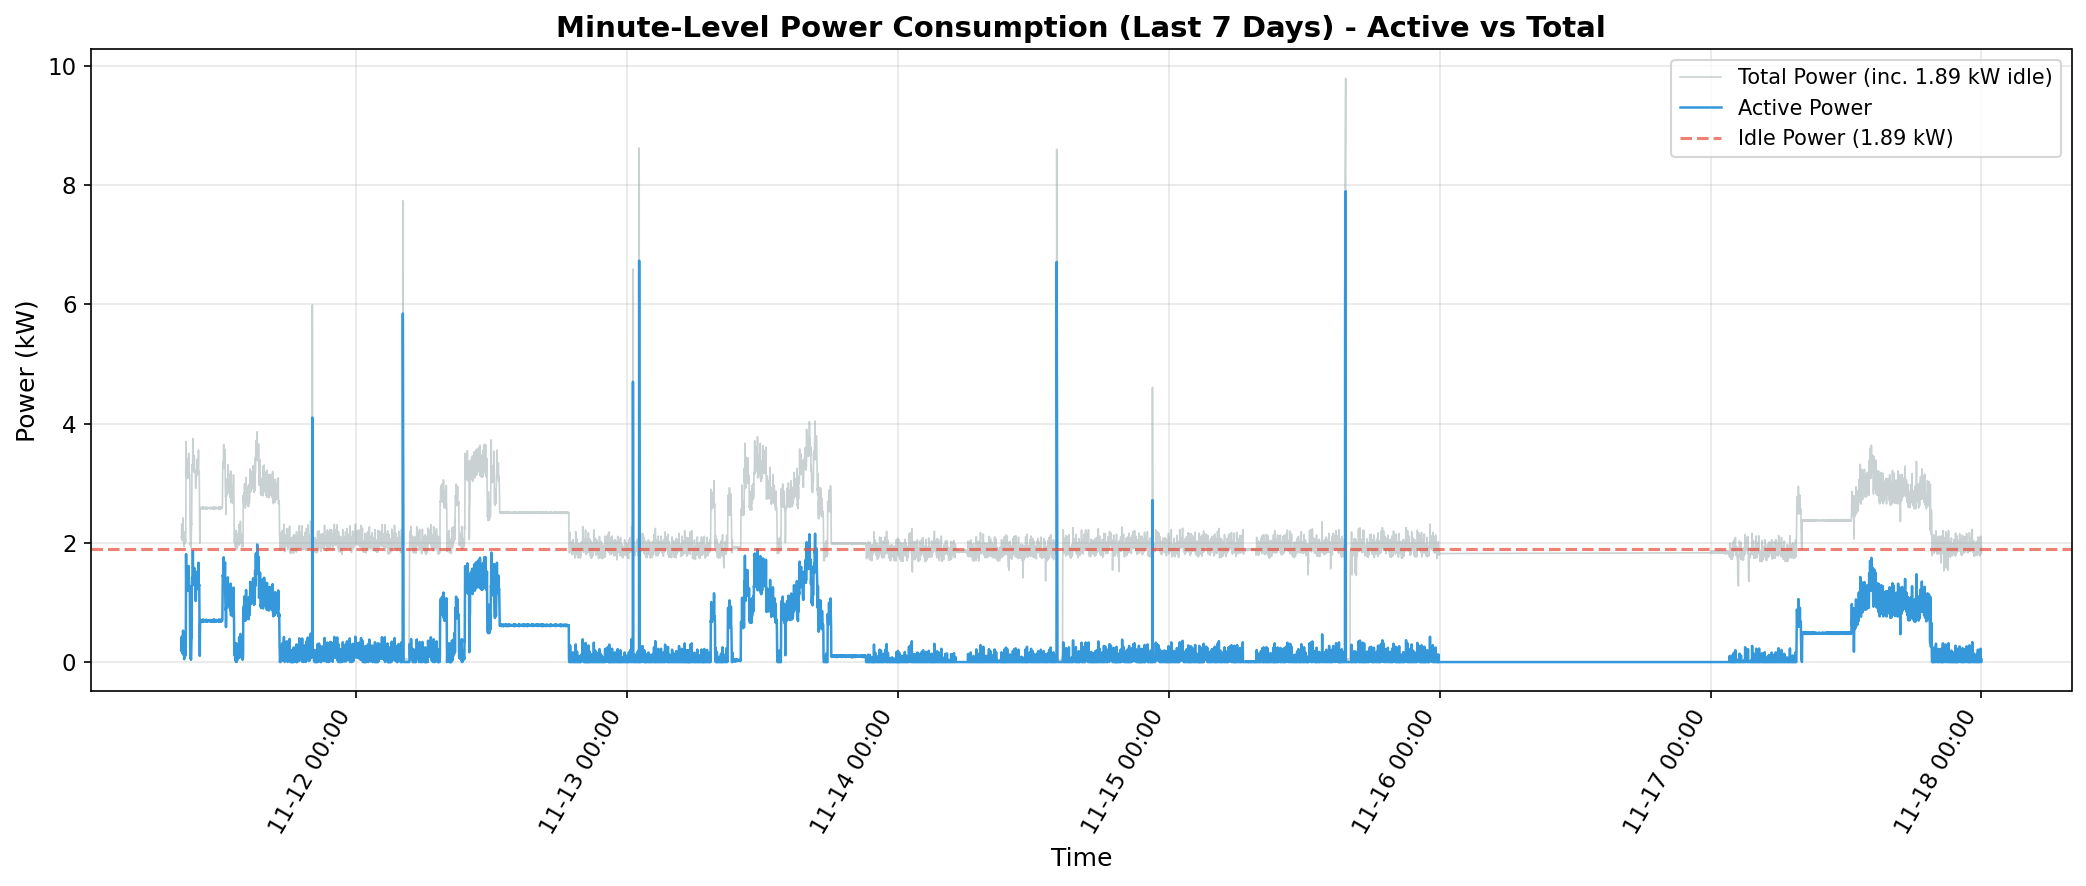 Minute-Level Power Consumption (Last 7 Days) - Active vs Total
Total Power (inc. 1.89 kW idle)
Active Power
Idle Power (1.89 kW)
Power (kW)
10
8
6
4
2
0
11-12 00:00
11-13 00:00
11-14 00:00
11-15 00:00
11-16 00:00
11-17 00:00
11-18 00:00
Time